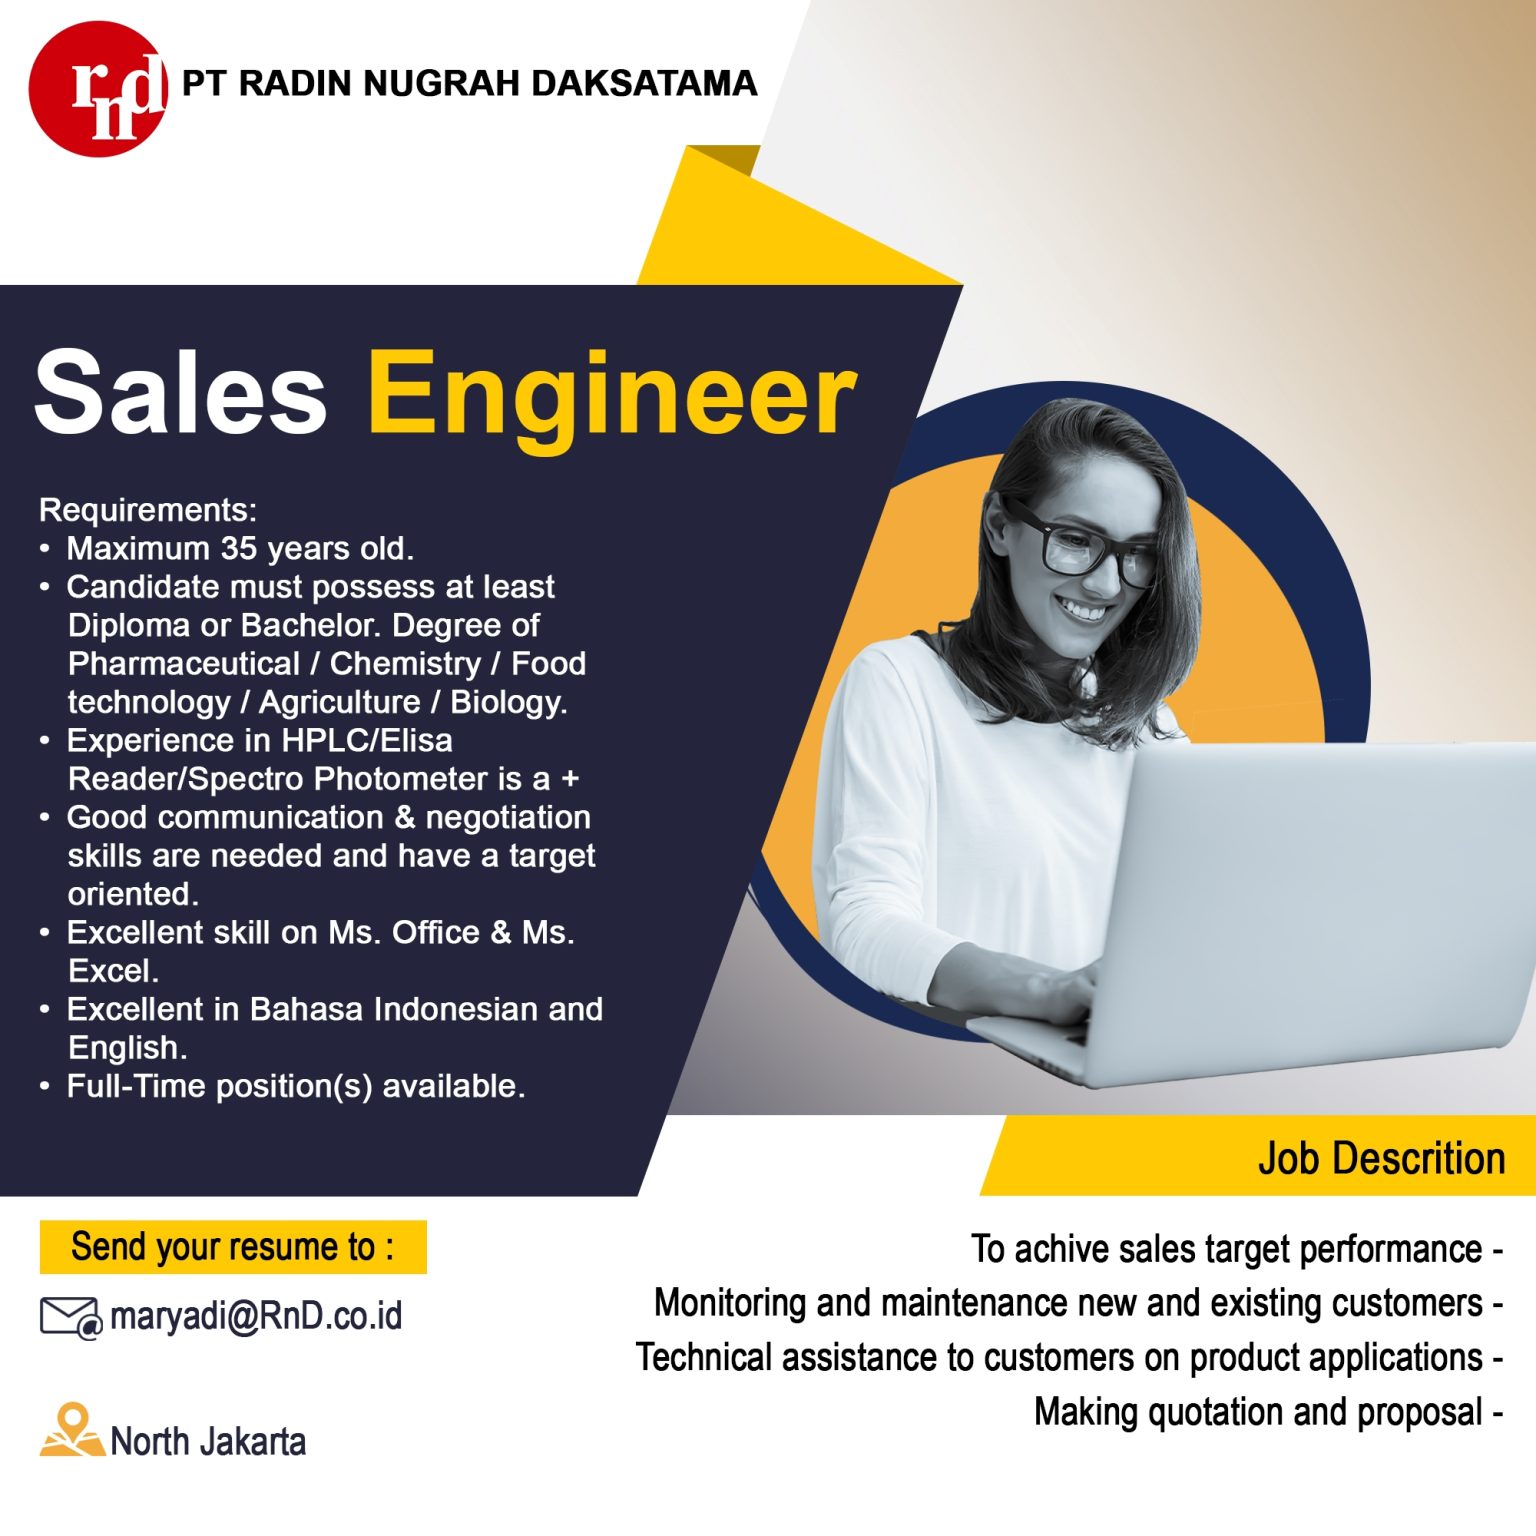 rnd
PT RADIN NUGRAH DAKSATAMA
Sales Engineer
Requirements:
• Maximum 35 years old.
• Candidate must possess at least
Diploma or Bachelor. Degree of
Pharmaceutical / Chemistry / Food
technology / Agriculture / Biology.
• Experience in HPLC/Elisa
Reader/Spectro Photometer is a +
• Good communication & negotiation
skills are needed and have a target
oriented.
• Excellent skill on Ms. Office & Ms.
Excel.
• Excellent in Bahasa Indonesian and
English.
• Full-Time position(s) available.
Send your resume to :
maryadi@RnD.co.id
North Jakarta
Job Descrition
To achive sales target performance -
Monitoring and maintenance new and existing customers -
Technical assistance to customers on product applications -
Making quotation and proposal -